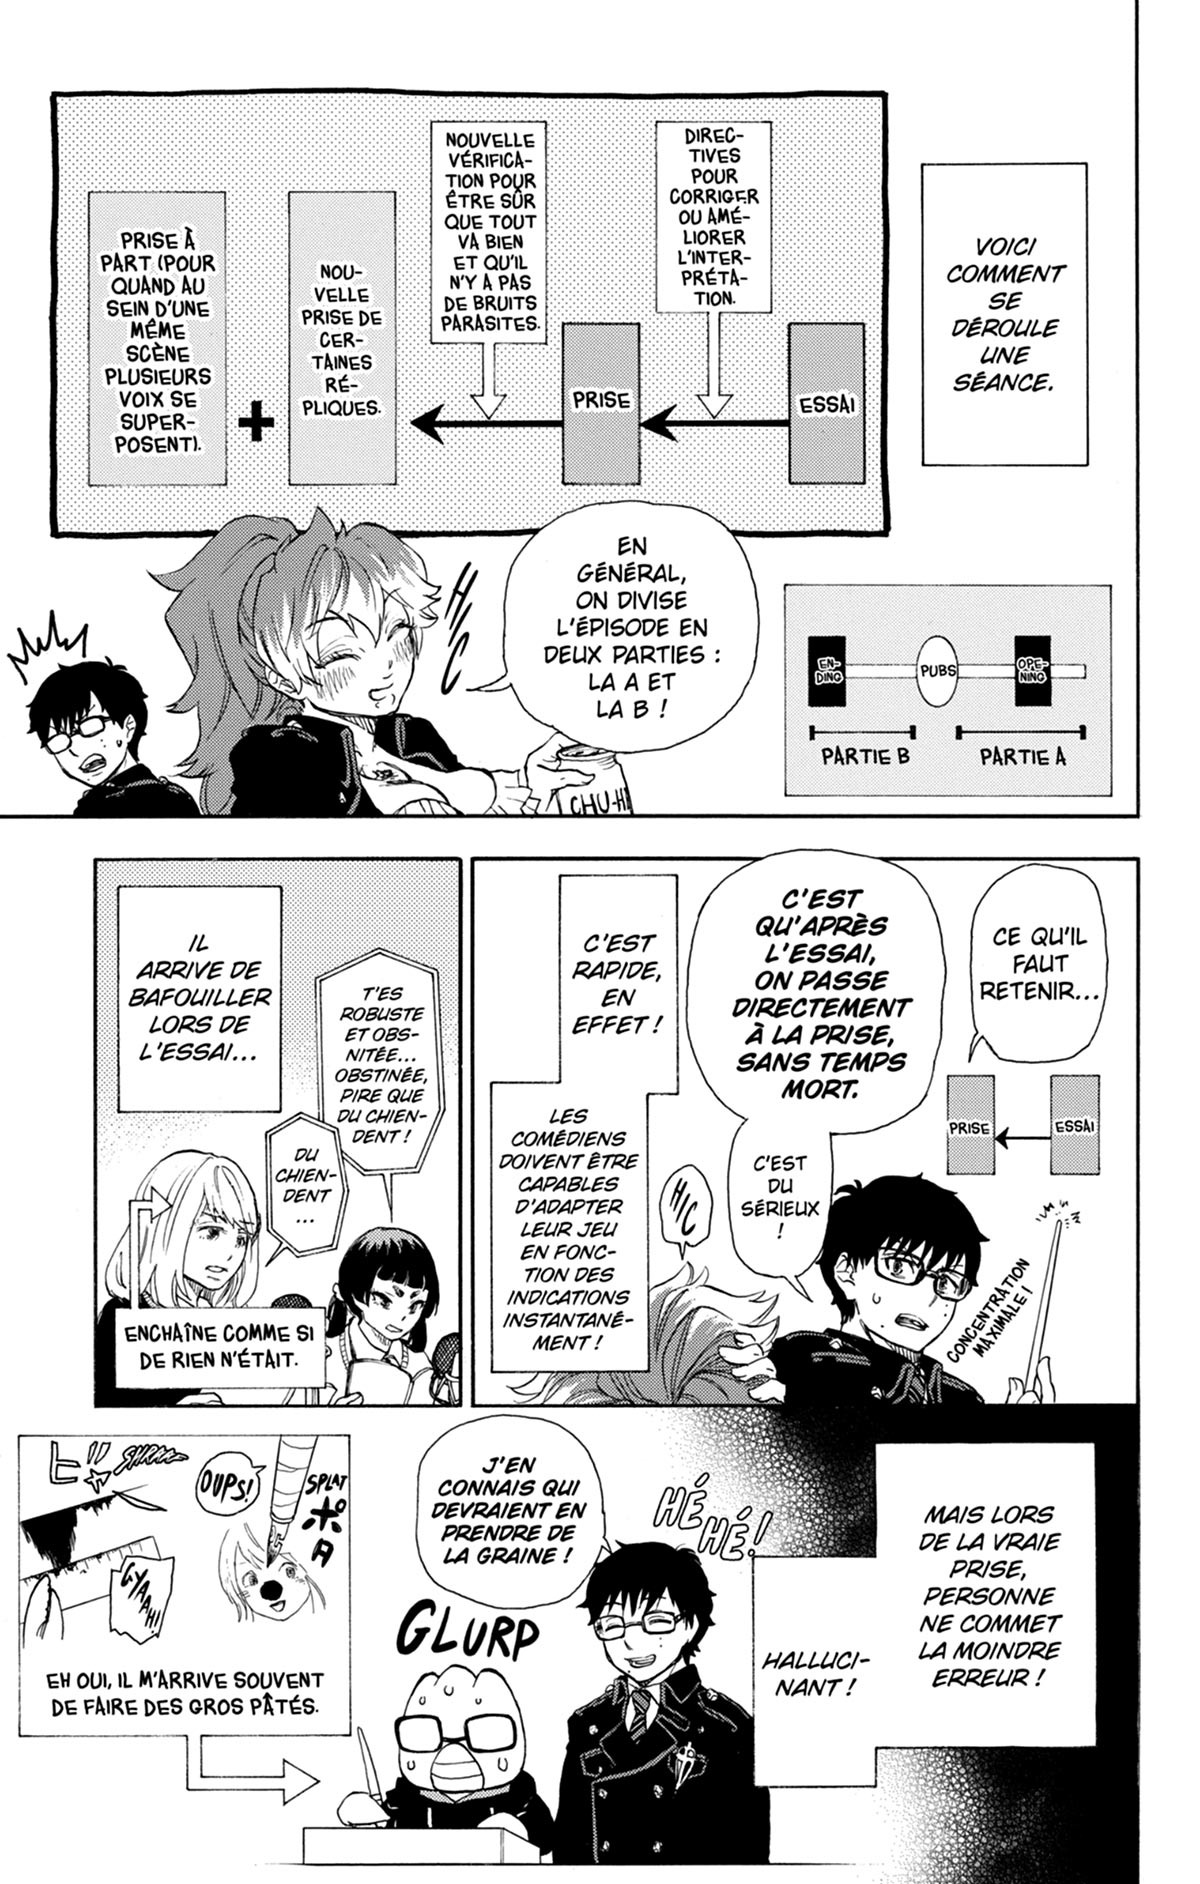 VOICI
COMMENT
SE
DÉROULE
UNE
SÉANCE.
ESSAI
DIREC-
TIVES
POUR
CORRIGER
OU AMÉ-
LIORER
L'INTER-
PRÉTA-
TION.
PRISE
NOUVELLE
VÉRIFICA-
TION POUR
ÊTRE SÛR
QUE TOUT
VA BIEN
ET QU'IL
N'Y A PAS
DE BRUITS
PARASITES.
NOU-
VELLE
PRISE DE
CER-
TAINES
RÉ-
PLIQUES.
+
PRISE À
PART (POUR
QUAND AU
SEIN D'UNE
MÊME
SCÈNE
PLUSIEURS
VOIX SE
SUPER-
POSENT).
OPE-
NING
PUBS
EN-
DING
PARTIE A
PARTIE B
EN
GÉNÉRAL,
ON DIVISE
L'ÉPISODE EN
DEUX PARTIES :
LA A ET
LA B !
HIC
CHU-HI
CE QU'IL
FAUT
RETENIR...
ESSAI
PRISE
C'EST
QU'APRÈS
L'ESSAI,
ON PASSE
DIRECTEMENT
À LA PRISE,
SANS TEMPS
MORT.
C'EST
DU
SÉRIEUX
!
CONCENTRATION
MAXIMALE !
HIC
C'EST
RAPIDE,
EN
EFFET !
LES
COMÉDIENS
DOIVENT ÊTRE
CAPABLES
D'ADAPTER
LEUR JEU
EN FONC-
TION DES
INDICATIONS
INSTANTANÉ-
MENT !
IL
ARRIVE DE
BAFOUILLER
LORS DE
L'ESSAI...
T'ES
ROBUSTE
ET OBS-
NITÉE...
OBSTINÉE,
PIRE QUE
DU CHIEN-
DENT !
DU
CHIEN-
DENT
...
ENCHAÎNE COMME SI
DE RIEN N'ÉTAIT.
MAIS LORS
DE LA VRAIE
PRISE,
PERSONNE
NE COMMET
LA MOINDRE
ERREUR !
HALLUCI-
NANT !
HÉ
HÉ !
J'EN
CONNAIS QUI
DEVRAIENT EN
PRENDRE DE
LA GRAINE !
GLURP
SPLAT
ポタ
OUPS!
ビッ
GYAAH!
EH OUI, IL M'ARRIVE SOUVENT
DE FAIRE DES GROS PÂTÉS.